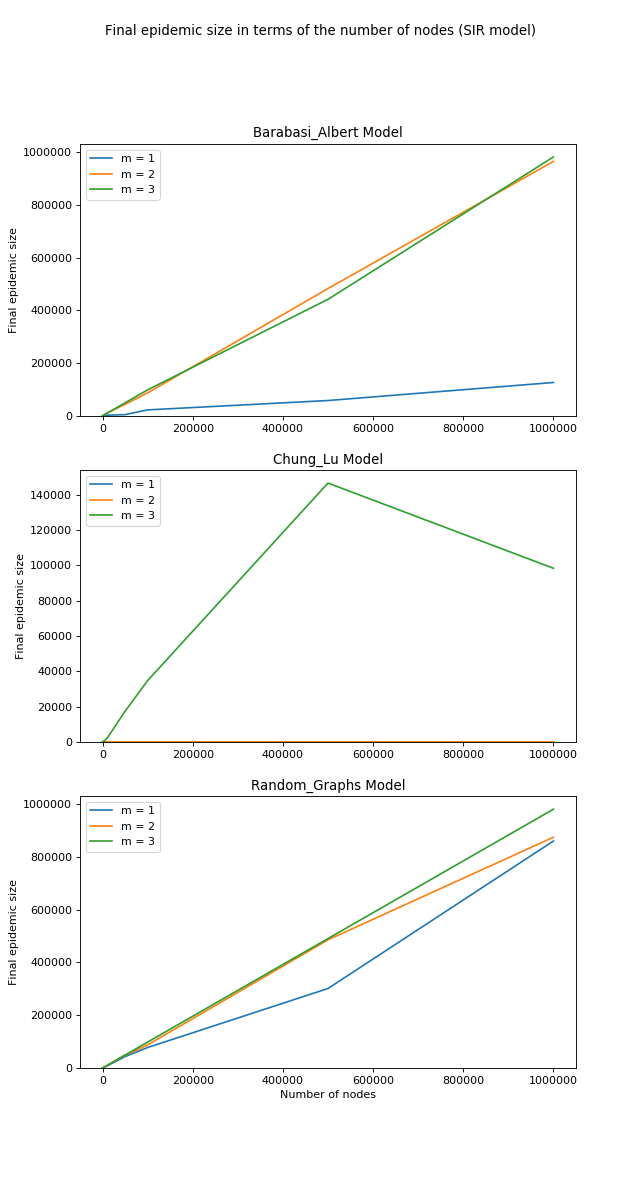 Final epidemic size in terms of the number of nodes (SIR model)
Barabasi_Albert Model
m = 1
m = 2
m = 3
Final epidemic size
1000000
800000
600000
400000
200000
0
0 200000 400000 600000 800000 1000000
Chung_Lu Model
m = 1
m = 2
m = 3
Final epidemic size
140000
120000
100000
80000
60000
40000
20000
0
0 200000 400000 600000 800000 1000000
Random_Graphs Model
m = 1
m = 2
m = 3
Final epidemic size
1000000
800000
600000
400000
200000
0
0 200000 400000 600000 800000 1000000
Number of nodes